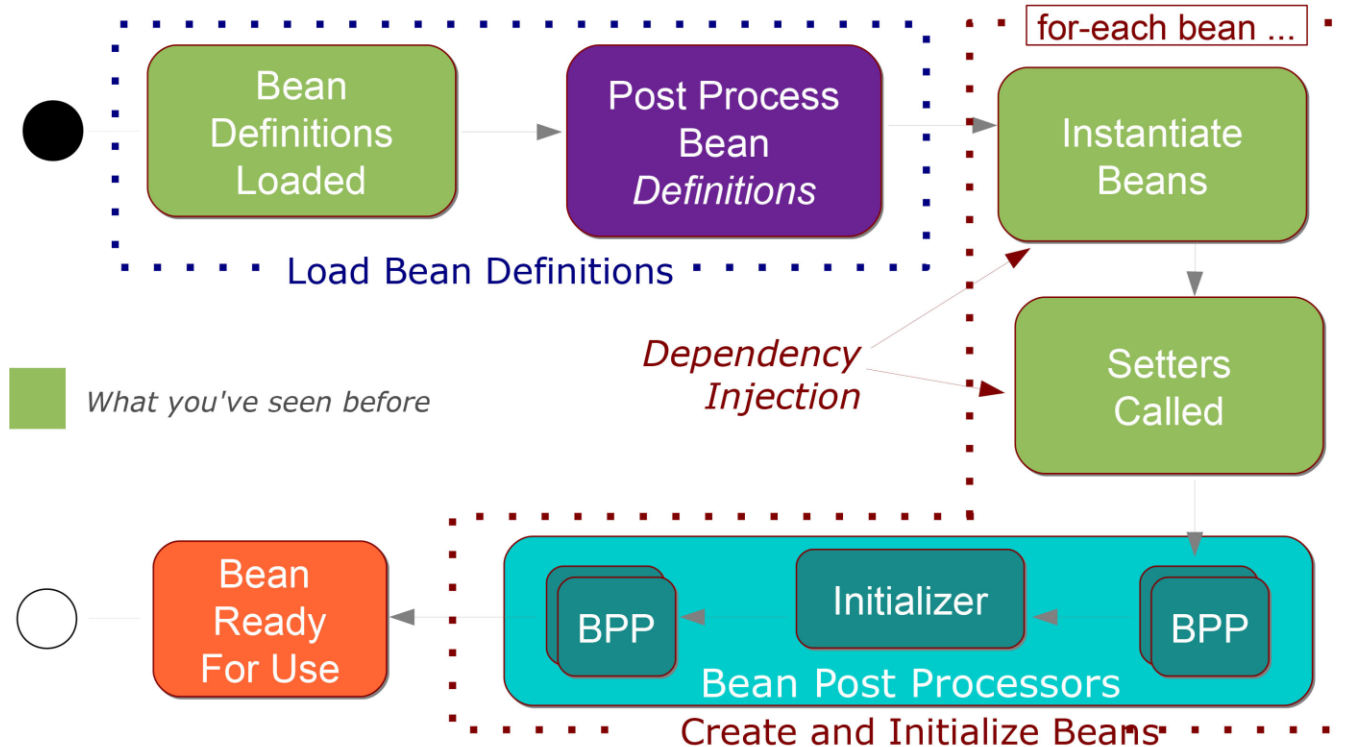 for-each bean ...
Bean
Definitions
Loaded
Post Process
Bean
Definitions
Instantiate
Beans
Load Bean Definitions
Dependency
Injection
Setters
Called
What you've seen before
Bean
Ready
For Use
BPP
Initializer
BPP
Bean Post Processors
Create and Initialize Beans